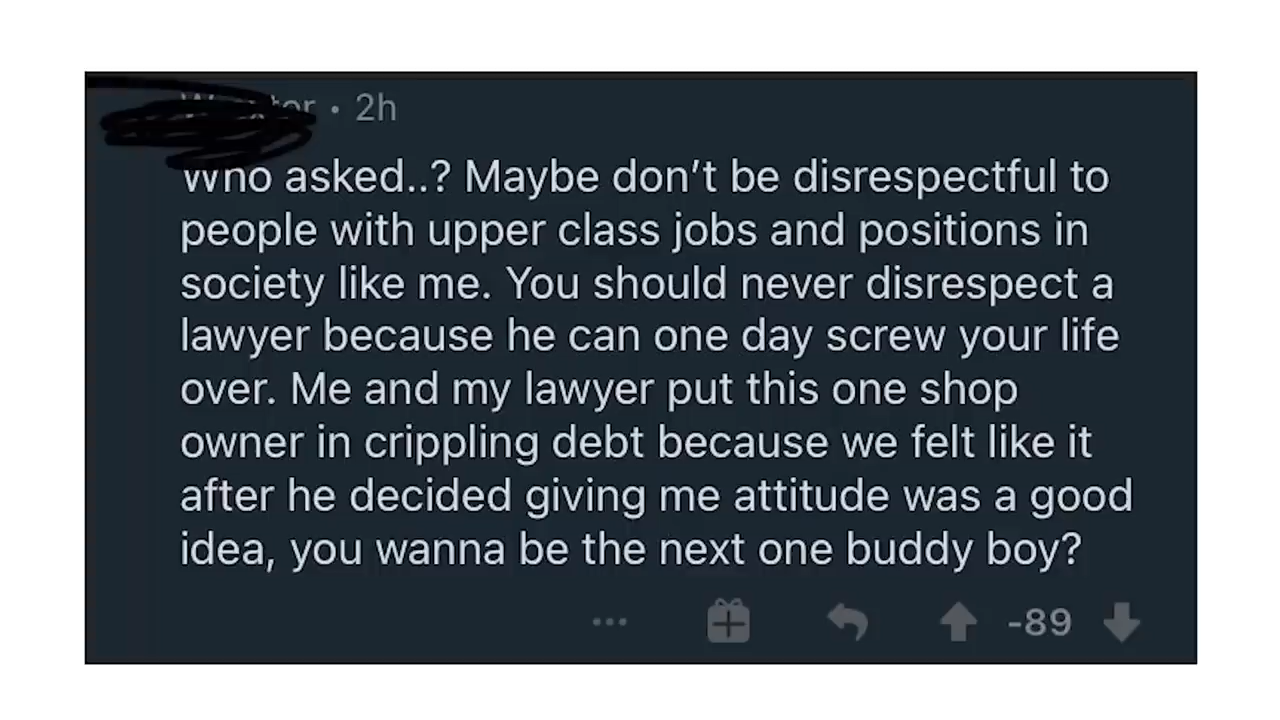 • 2h
Who asked..? Maybe don't be disrespectful to
people with upper class jobs and positions in
society like me. You should never disrespect a
lawyer because he can one day screw your life
over. Me and my lawyer put this one shop
owner in crippling debt because we felt like it
after he decided giving me attitude was a good
idea, you wanna be the next one buddy boy?
-89